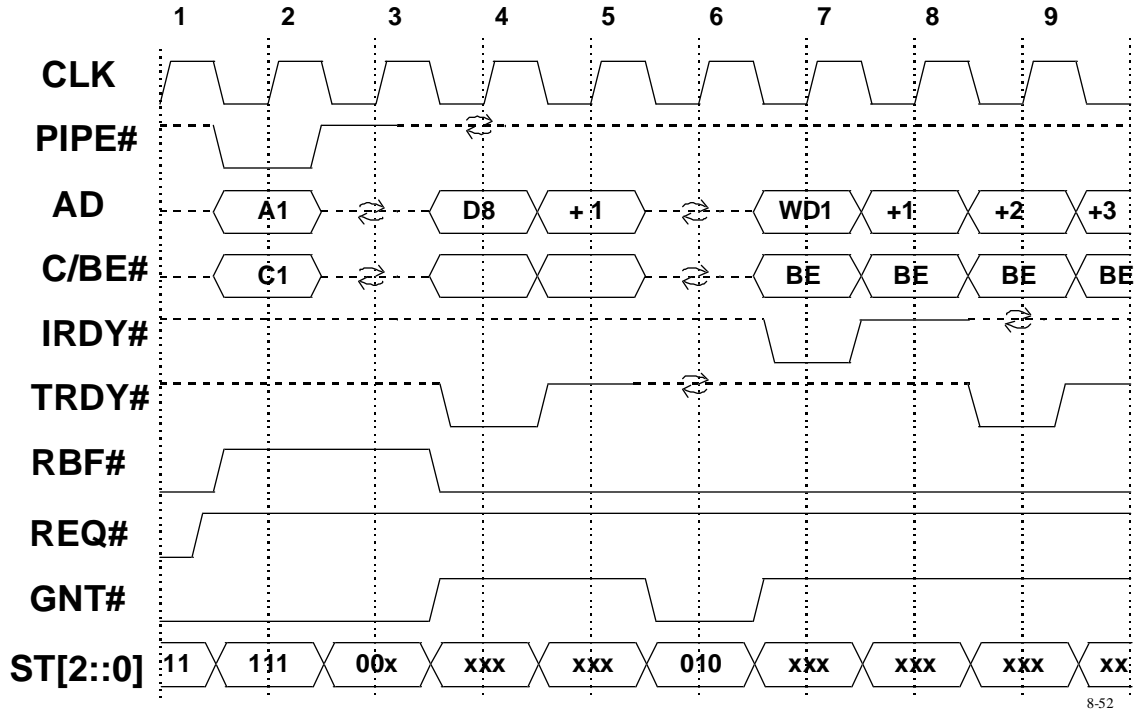 1 2 3 4 5 6 7 8 9
CLK
PIPE#
AD A1 D8 + 1 WD1 +1 +2 +3
C/BE# C1 BE BE BE BE
IRDY#
TRDY#
RBF#
REQ#
GNT#
ST[2::0] 11 111 00x xxx xxx 010 xxx xxx xxx xx
8-52